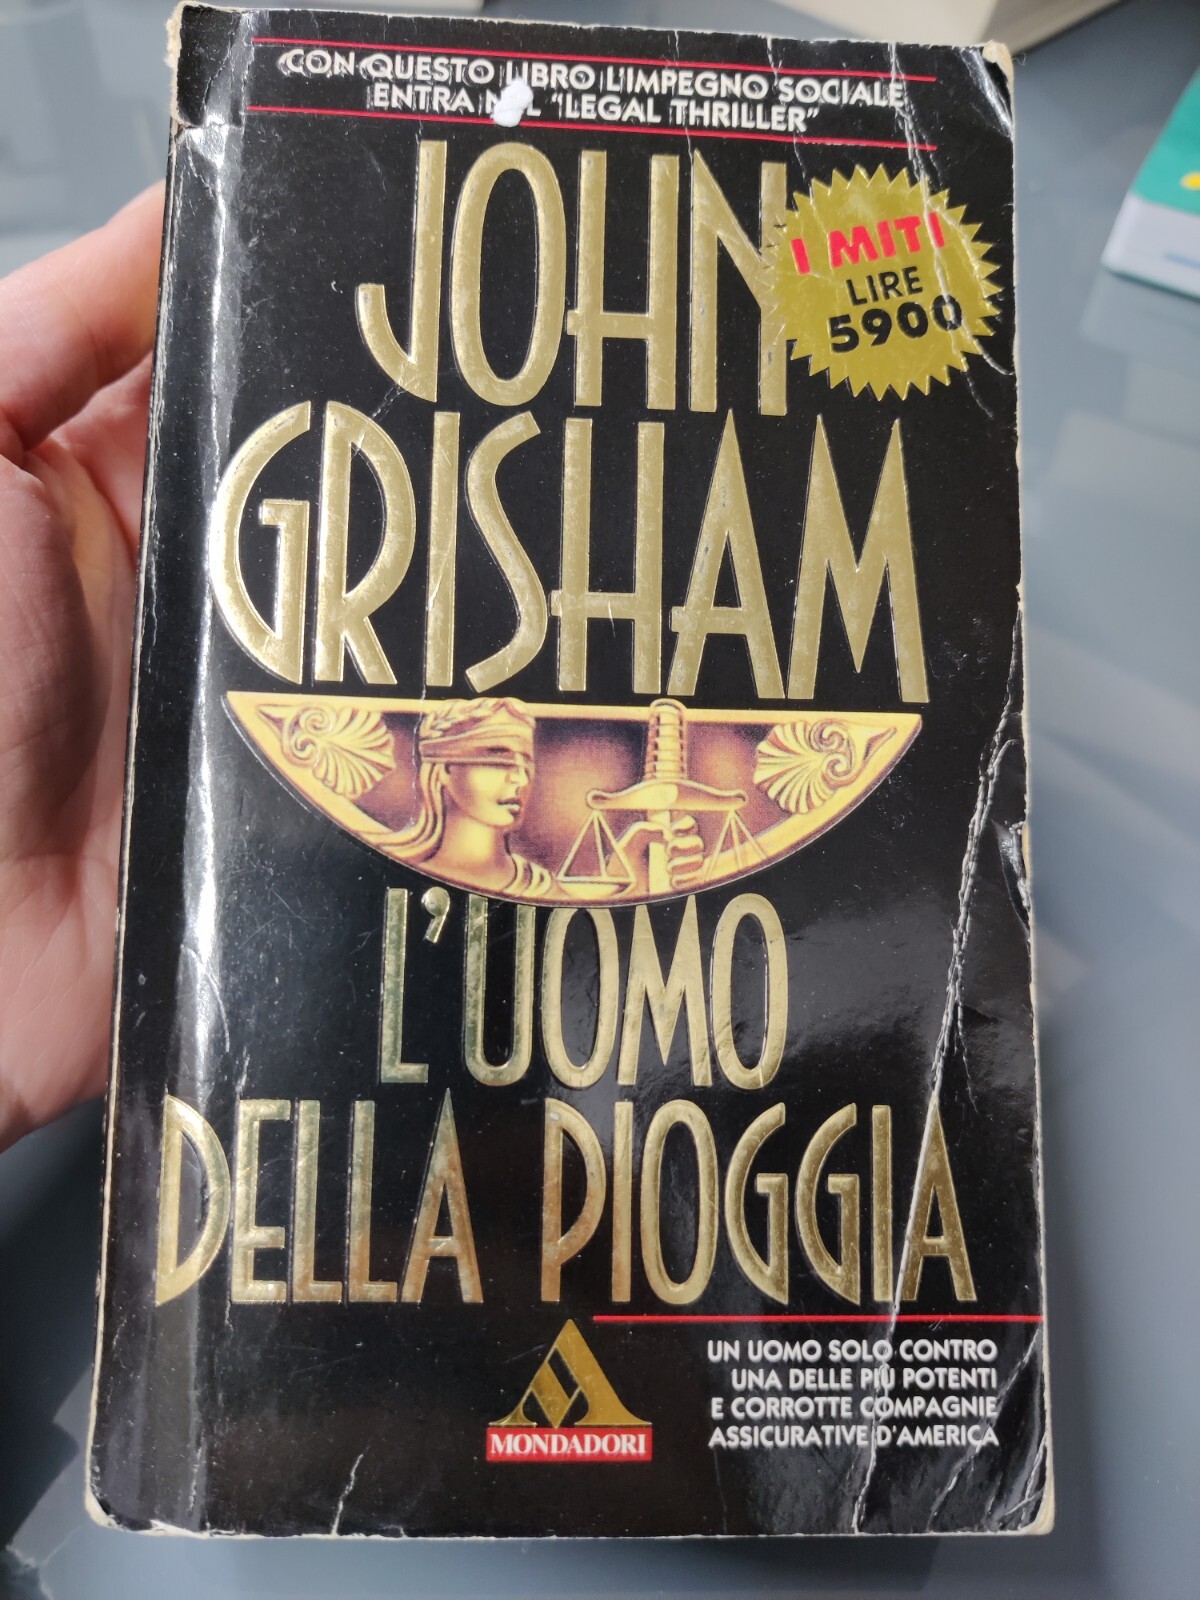 CON QUESTO LIBRO L'IMPEGNO SOCIALE
ENTRA NEL "LEGAL THRILLER"
JOHN
GRISHAM
I MITI
LIRE
5900
L'UOMO
DELLA PIOGGIA
MONDADORI
UN UOMO SOLO CONTRO
UNA DELLE PIÙ POTENTI
E CORROTTE COMPAGNIE
ASSICURATIVE D'AMERICA